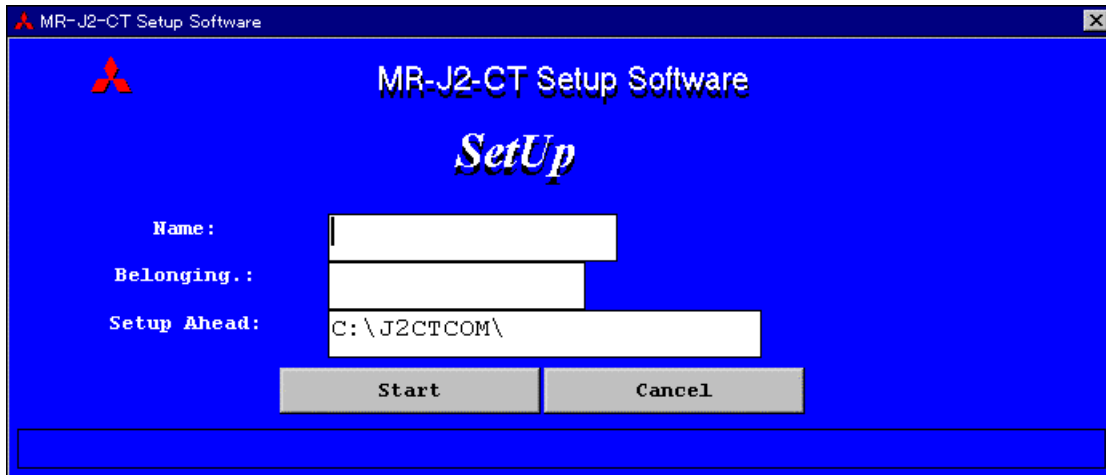 MR-J2-CT Setup Software
MR-J2-CT Setup Software
SetUp
Name:
Belonging.:
Setup Ahead: C:\J2CTCOM\
Start Cancel